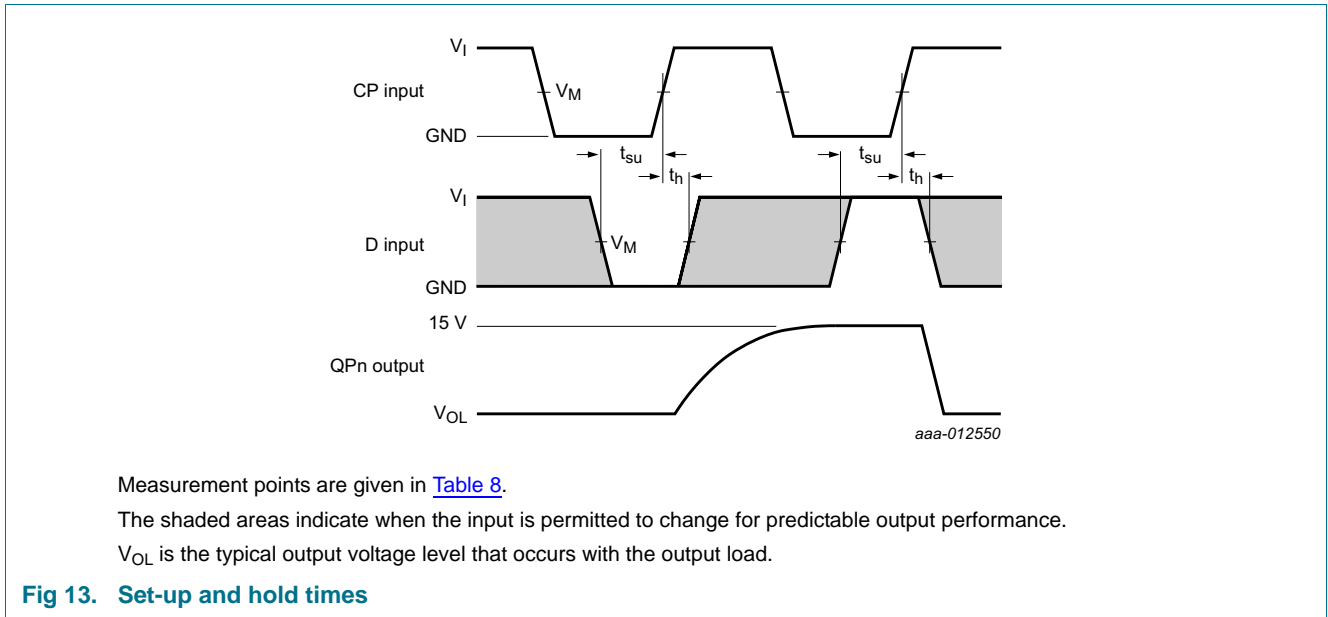 V_I
CP input
V_M
GND
t_su
t_su
t_h
t_h
V_I
D input
V_M
GND
15 V
QPn output
V_OL
aaa-012550
Measurement points are given in Table 8.
The shaded areas indicate when the input is permitted to change for predictable output performance.
V_OL is the typical output voltage level that occurs with the output load.
Fig 13. Set-up and hold times